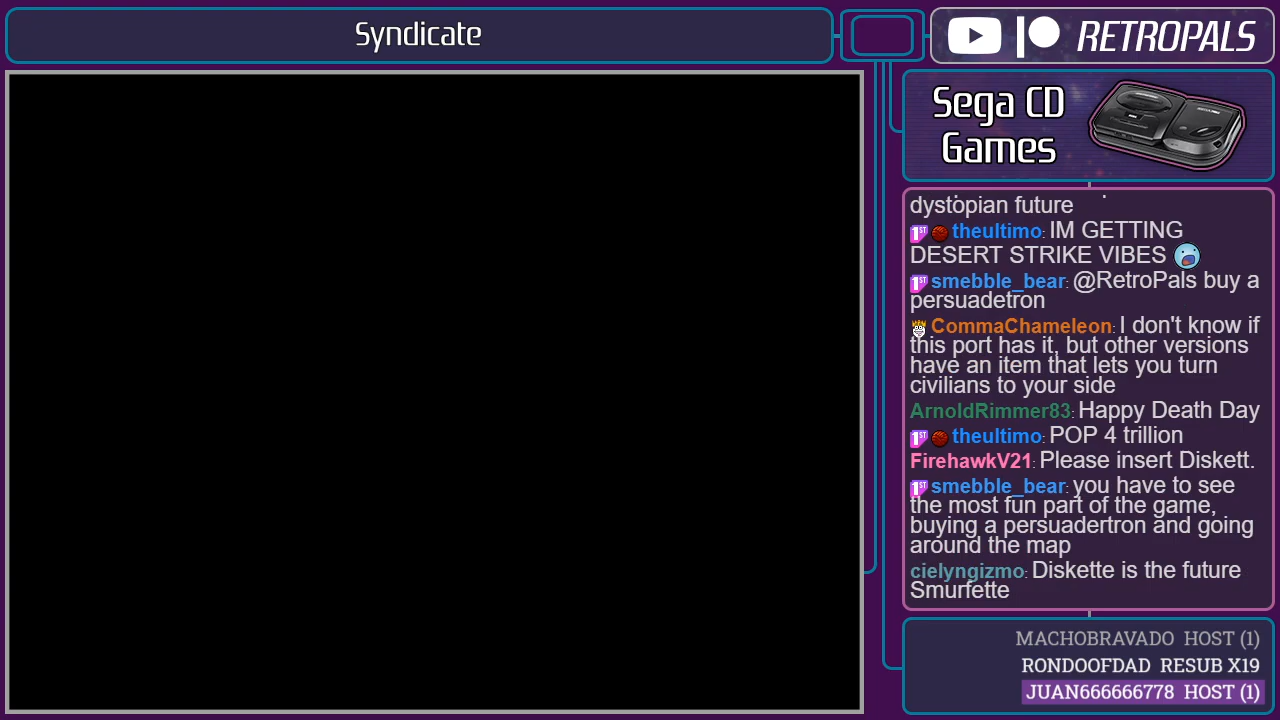 Syndicate
RETROPALS
Sega CD
Games
dystopian future
theultimo: IM GETTING
DESERT STRIKE VIBES
smebble_bear: @RetroPals buy a
persuadetron
CommaChameleon: I don't know if
this port has it, but other versions
have an item that lets you turn
civilians to your side
ArnoldRimmer83: Happy Death Day
theultimo: POP 4 trillion
FirehawkV21: Please insert Diskett.
smebble_bear: you have to see
the most fun part of the game,
buying a persuadertron and going
around the map
cielyngizmo: Diskette is the future
Smurfette
MACHOBRAVADO HOST (1)
RONDOOFDAD RESUB X19
JUAN666666778 HOST (1)